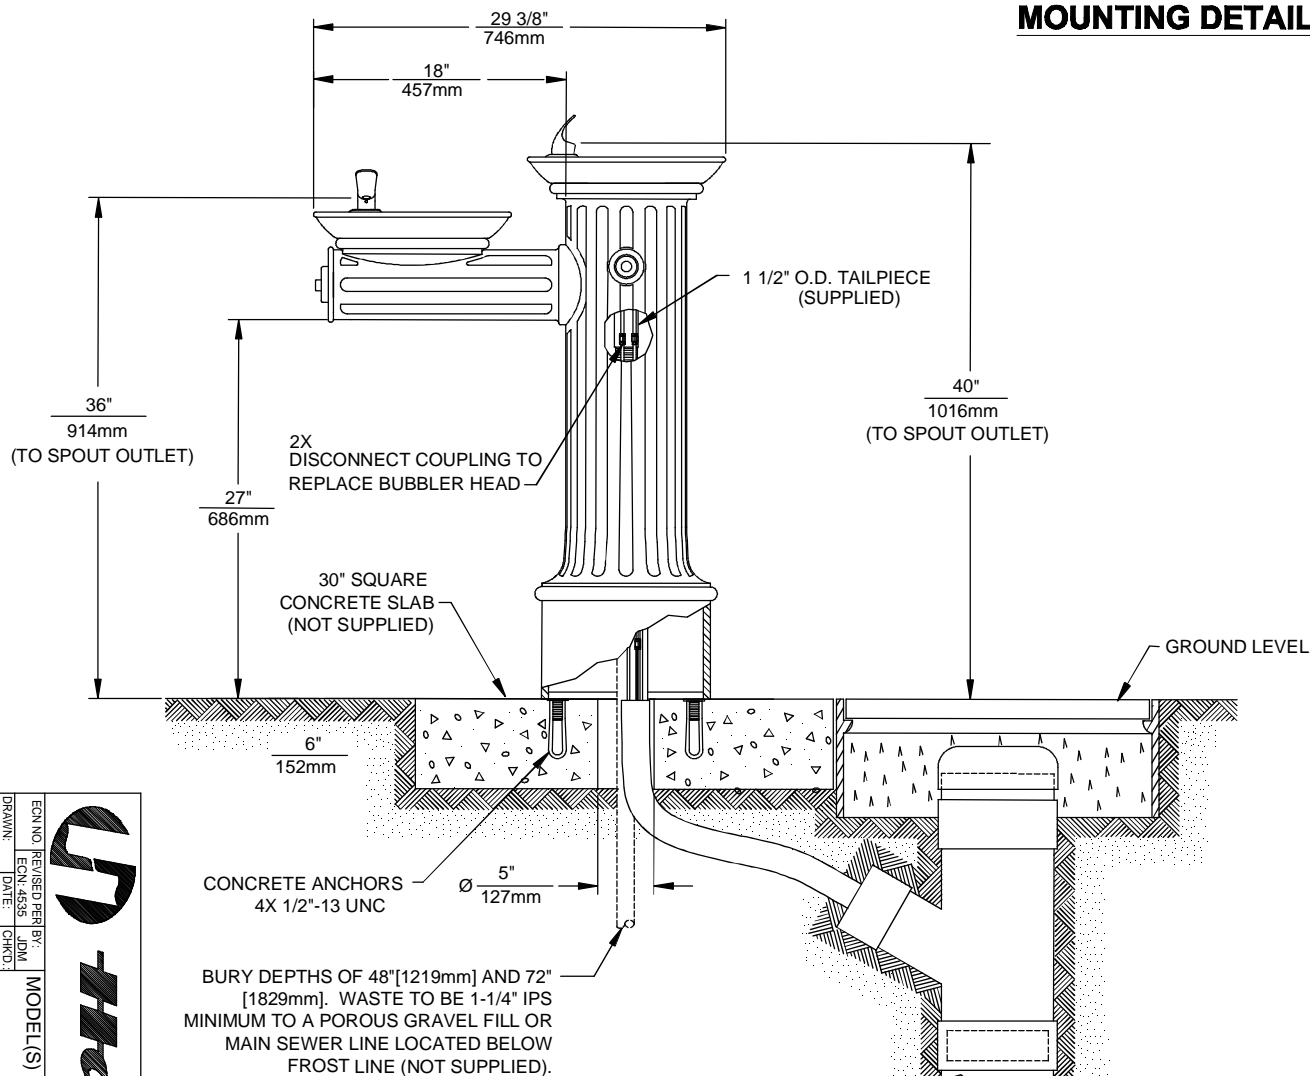 MOUNTING DETAIL
29 3/8"
746mm
18"
457mm
1 1/2" O.D. TAILPIECE
(SUPPLIED)
36"
914mm
(TO SPOUT OUTLET)
40"
1016mm
(TO SPOUT OUTLET)
2X
DISCONNECT COUPLING TO
REPLACE BUBBLER HEAD
27"
686mm
30" SQUARE
CONCRETE SLAB
(NOT SUPPLIED)
GROUND LEVEL
6"
152mm
CONCRETE ANCHORS
4X 1/2"-13 UNC
Ø 5"
127mm
BURY DEPTHS OF 48"[1219mm] AND 72"
[1829mm]. WASTE TO BE 1-1/4" IPS
MINIMUM TO A POROUS GRAVEL FILL OR
MAIN SEWER LINE LOCATED BELOW
FROST LINE (NOT SUPPLIED).
ECN NO. REVISED PER BY:
ECN: 4535 JDM
DRAWN: DATE: CHK'D.:
MODEL(S)